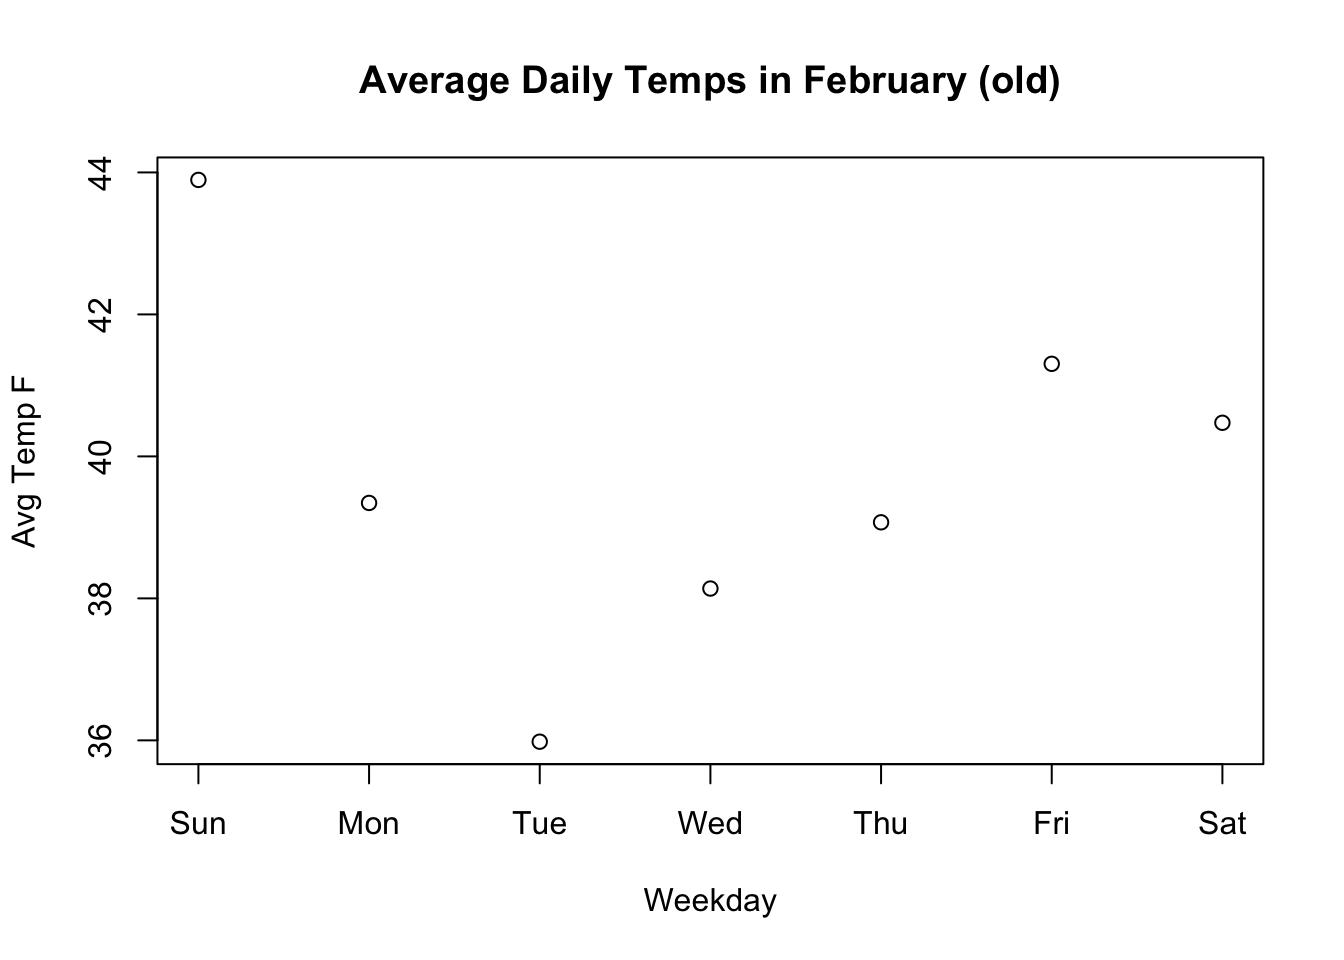 Average Daily Temps in February (old)
44
42
40
38
36
Avg Temp F
Sun Mon Tue Wed Thu Fri Sat
Weekday